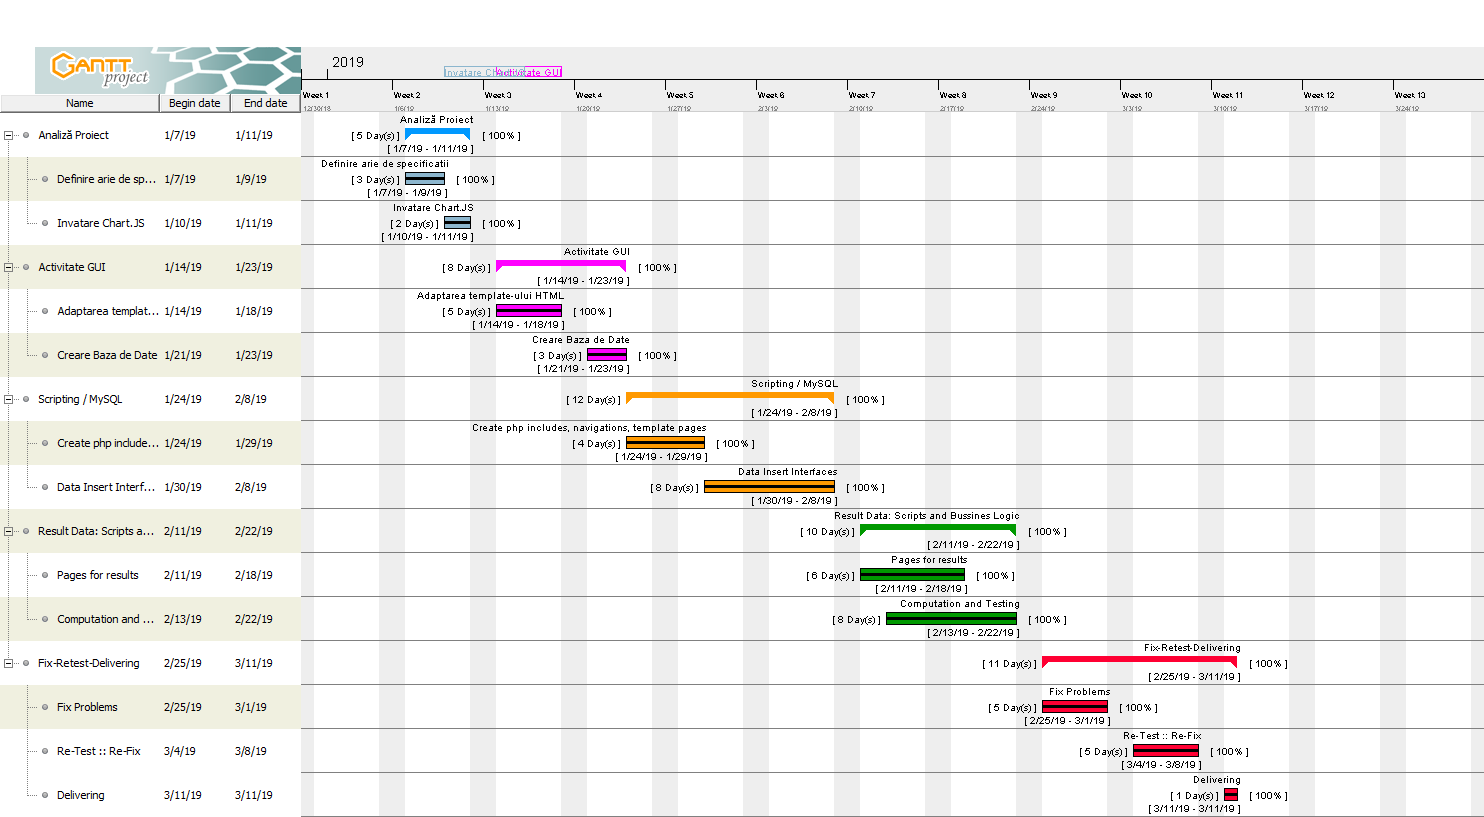 GANTT
project
2019
Invatare Chart.JS Activitate GUI
Week 1 Week 2 Week 3 Week 4 Week 5 Week 6 Week 7 Week 8 Week 9 Week 10 Week 11 Week 12 Week 13
12/30/18 1/6/19 1/13/19 1/20/19 1/27/19 2/3/19 2/10/19 2/17/19 2/24/19 3/3/19 3/10/19 3/17/19 3/24/19
Name Begin date End date
Analiză Proiect
Analiză Proiect 1/7/19 1/11/19 [ 5 Day(s) ] [ 100% ]
[ 1/7/19 - 1/11/19 ]
Definire arie de specificatii
Definire arie de sp... 1/7/19 1/9/19 [ 3 Day(s) ] [ 100% ]
[ 1/7/19 - 1/9/19 ]
Invatare Chart.JS
Invatare Chart.JS 1/10/19 1/11/19 [ 2 Day(s) ] [ 100% ]
[ 1/10/19 - 1/11/19 ]
Activitate GUI
Activitate GUI 1/14/19 1/23/19 [ 8 Day(s) ] [ 100% ]
[ 1/14/19 - 1/23/19 ]
Adaptarea template-ului HTML
Adaptarea templat... 1/14/19 1/18/19 [ 5 Day(s) ] [ 100% ]
[ 1/14/19 - 1/18/19 ]
Creare Baza de Date
Creare Baza de Date 1/21/19 1/23/19 [ 3 Day(s) ] [ 100% ]
[ 1/21/19 - 1/23/19 ]
Scripting / MySQL
Scripting / MySQL 1/24/19 2/8/19 [ 12 Day(s) ] [ 100% ]
[ 1/24/19 - 2/8/19 ]
Create php includes, navigations, template pages
Create php include... 1/24/19 1/29/19 [ 4 Day(s) ] [ 100% ]
[ 1/24/19 - 1/29/19 ]
Data Insert Interfaces
Data Insert Interf... 1/30/19 2/8/19 [ 8 Day(s) ] [ 100% ]
[ 1/30/19 - 2/8/19 ]
Result Data: Scripts and Bussines Logic
Result Data: Scripts a... 2/11/19 2/22/19 [ 10 Day(s) ] [ 100% ]
[ 2/11/19 - 2/22/19 ]
Pages for results
Pages for results 2/11/19 2/18/19 [ 6 Day(s) ] [ 100% ]
[ 2/11/19 - 2/18/19 ]
Computation and Testing
Computation and ... 2/13/19 2/22/19 [ 8 Day(s) ] [ 100% ]
[ 2/13/19 - 2/22/19 ]
Fix-Retest-Delivering
Fix-Retest-Delivering 2/25/19 3/11/19 [ 11 Day(s) ] [ 100% ]
[ 2/25/19 - 3/11/19 ]
Fix Problems
Fix Problems 2/25/19 3/1/19 [ 5 Day(s) ] [ 100% ]
[ 2/25/19 - 3/1/19 ]
Re-Test :: Re-Fix
Re-Test :: Re-Fix 3/4/19 3/8/19 [ 5 Day(s) ] [ 100% ]
[ 3/4/19 - 3/8/19 ]
Delivering
Delivering 3/11/19 3/11/19 [ 1 Day(s) ] [ 100% ]
[ 3/11/19 - 3/11/19 ]